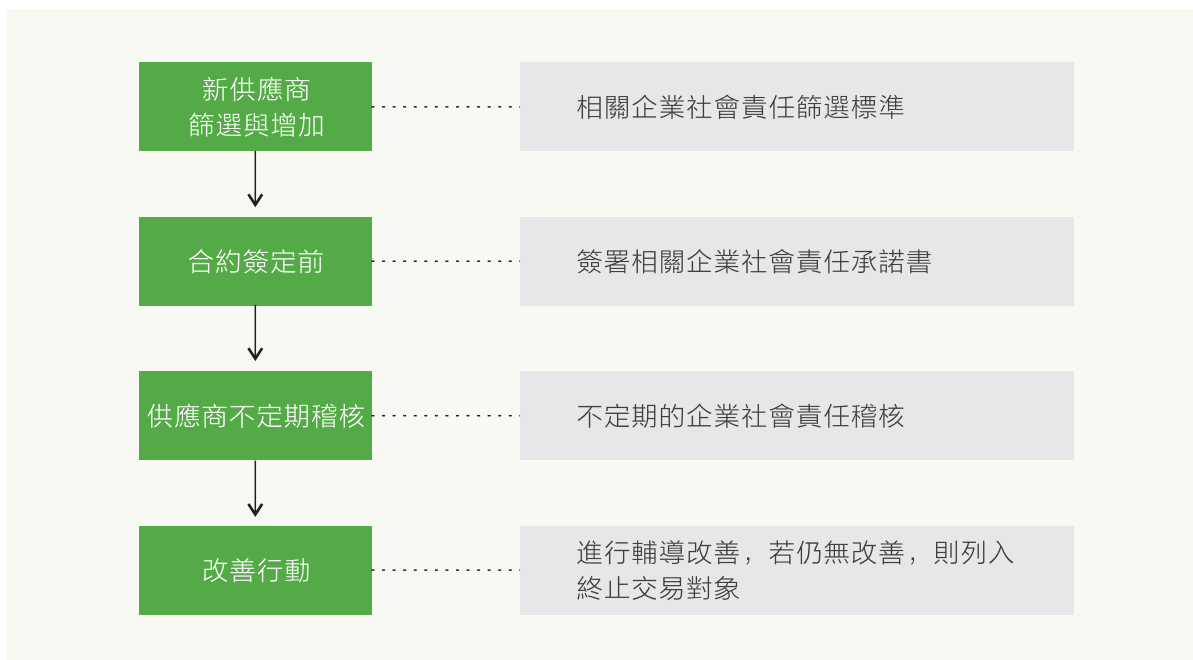 新供應商
篩選與增加
相關企業社會責任篩選標準
合約簽定前
簽署相關企業社會責任承諾書
供應商不定期稽核
不定期的企業社會責任稽核
改善行動
進行輔導改善，若仍無改善，則列入
終止交易對象